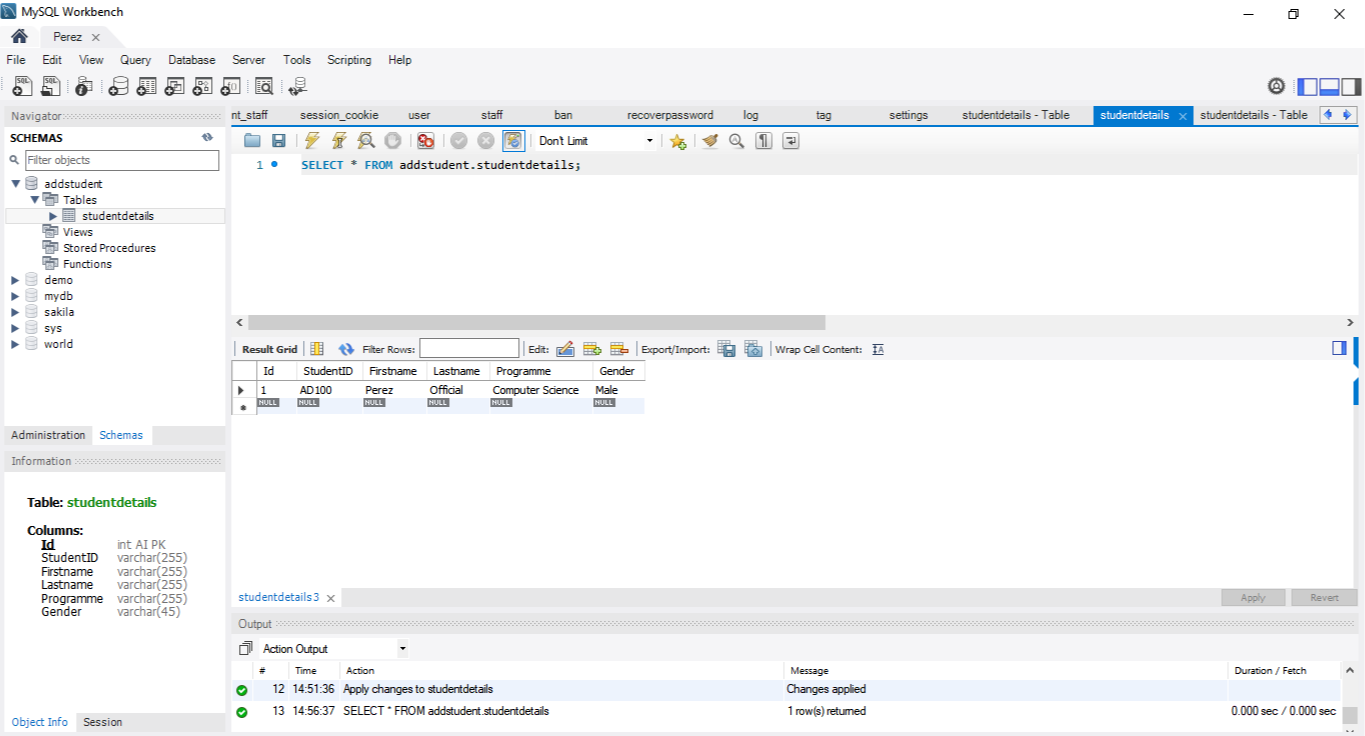 MySQL Workbench
Perez
File Edit View Query Database Server Tools Scripting Help
Navigator
SCHEMAS
Filter objects
addstudent
Tables
studentdetails
Views
Stored Procedures
Functions
demo
mydb
sakila
sys
world
Administration Schemas
Information
Table: studentdetails
Columns:
Id int AI PK
StudentID varchar(255)
Firstname varchar(255)
Lastname varchar(255)
Programme varchar(255)
Gender varchar(45)
Object Info Session
nt_staff session_cookie user staff ban recoverpassword log tag settings studentdetails - Table studentdetails studentdetails - Table
Don't Limit
1 SELECT * FROM addstudent.studentdetails;
Result Grid Filter Rows: Edit: Export/Import: Wrap Cell Content:
Id StudentID Firstname Lastname Programme Gender
1 AD100 Perez Official Computer Science Male
NULL NULL NULL NULL NULL NULL
studentdetails 3 Apply Revert
Output
Action Output
# Time Action Message Duration / Fetch
12 14:51:36 Apply changes to studentdetails Changes applied
13 14:56:37 SELECT * FROM addstudent.studentdetails 1 row(s) returned 0.000 sec / 0.000 sec